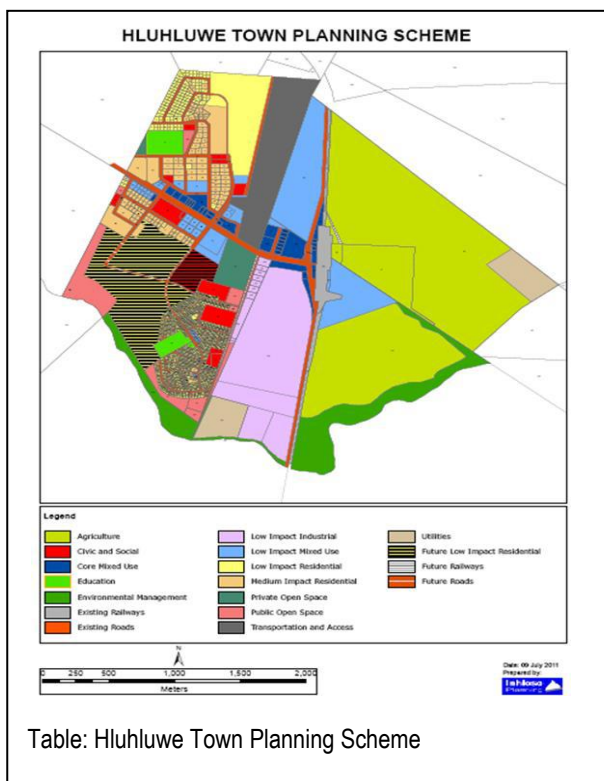 HLUHLUWE TOWN PLANNING SCHEME
Legend
Agriculture
Civic and Social
Core Mixed Use
Education
Environmental Management
Existing Railways
Existing Roads
Low Impact Industrial
Low Impact Mixed Use
Low Impact Residential
Medium Impact Residential
Private Open Space
Public Open Space
Transportation and Access
Utilities
Future Low Impact Residential
Future Railways
Future Roads
N
0 250 500 1,000 1,500 2,000
Meters
Date: 09 July 2011
Prepared by:
Isibuko
Planning
Table: Hluhluwe Town Planning Scheme